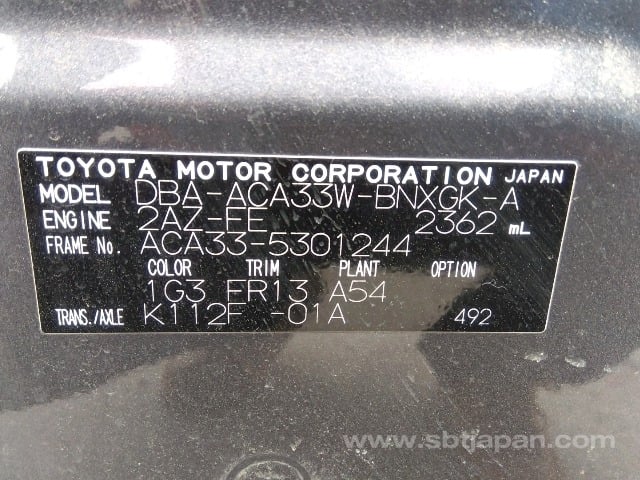 TOYOTA MOTOR CORPORATION JAPAN
MODEL DBA-ACA33W-BNXGK-A
ENGINE 2AZ-FE 2362 mL
FRAME No. ACA33-5301244
COLOR TRIM PLANT OPTION
1G3 FR13 A54
TRANS./AXLE K112F -01A 492
www.sbtjapan.com